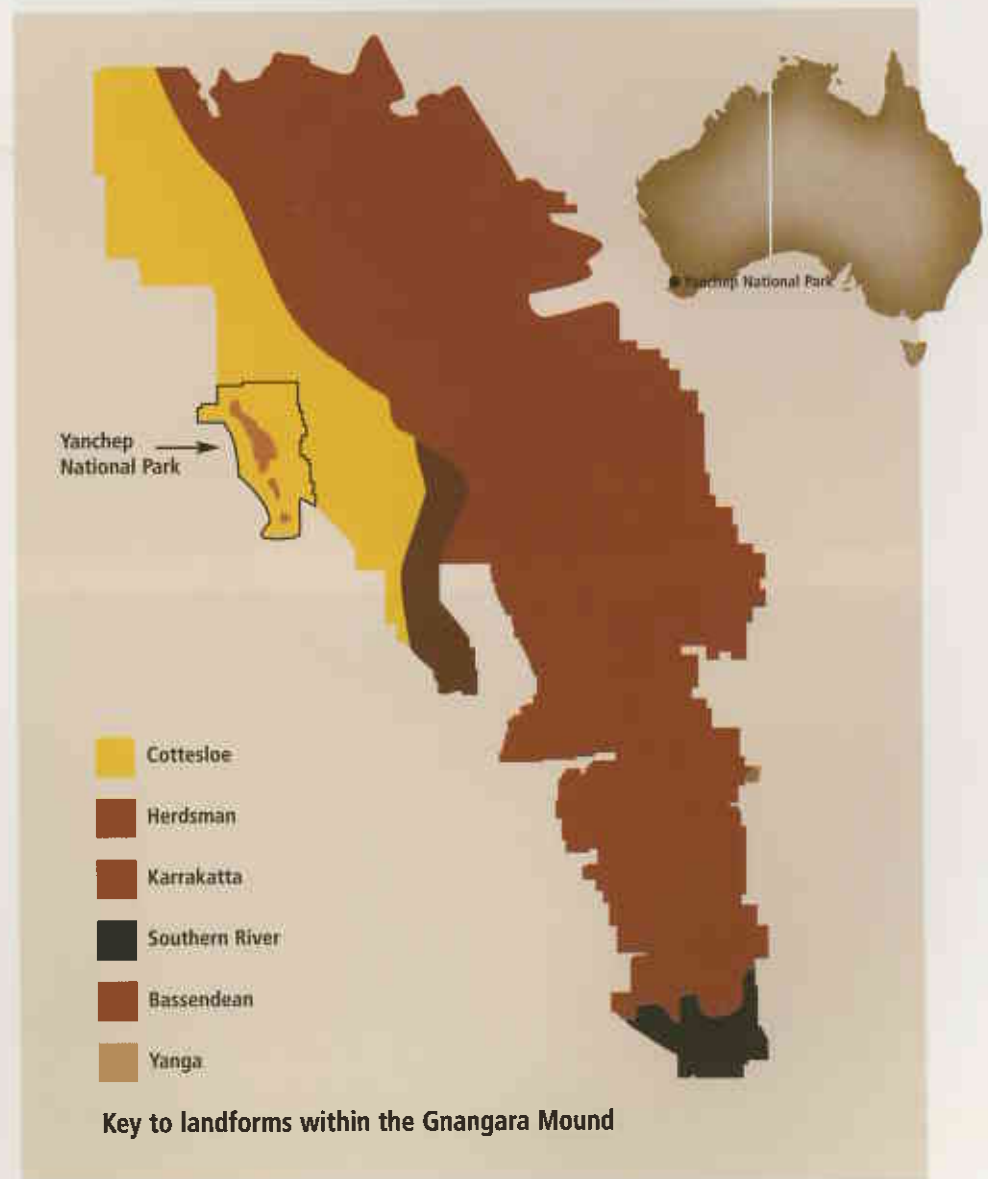 Yanchep National Park
Yanchep
National Park
Cottesloe
Herdsman
Karrakatta
Southern River
Bassendean
Yanga
Key to landforms within the Gnangara Mound